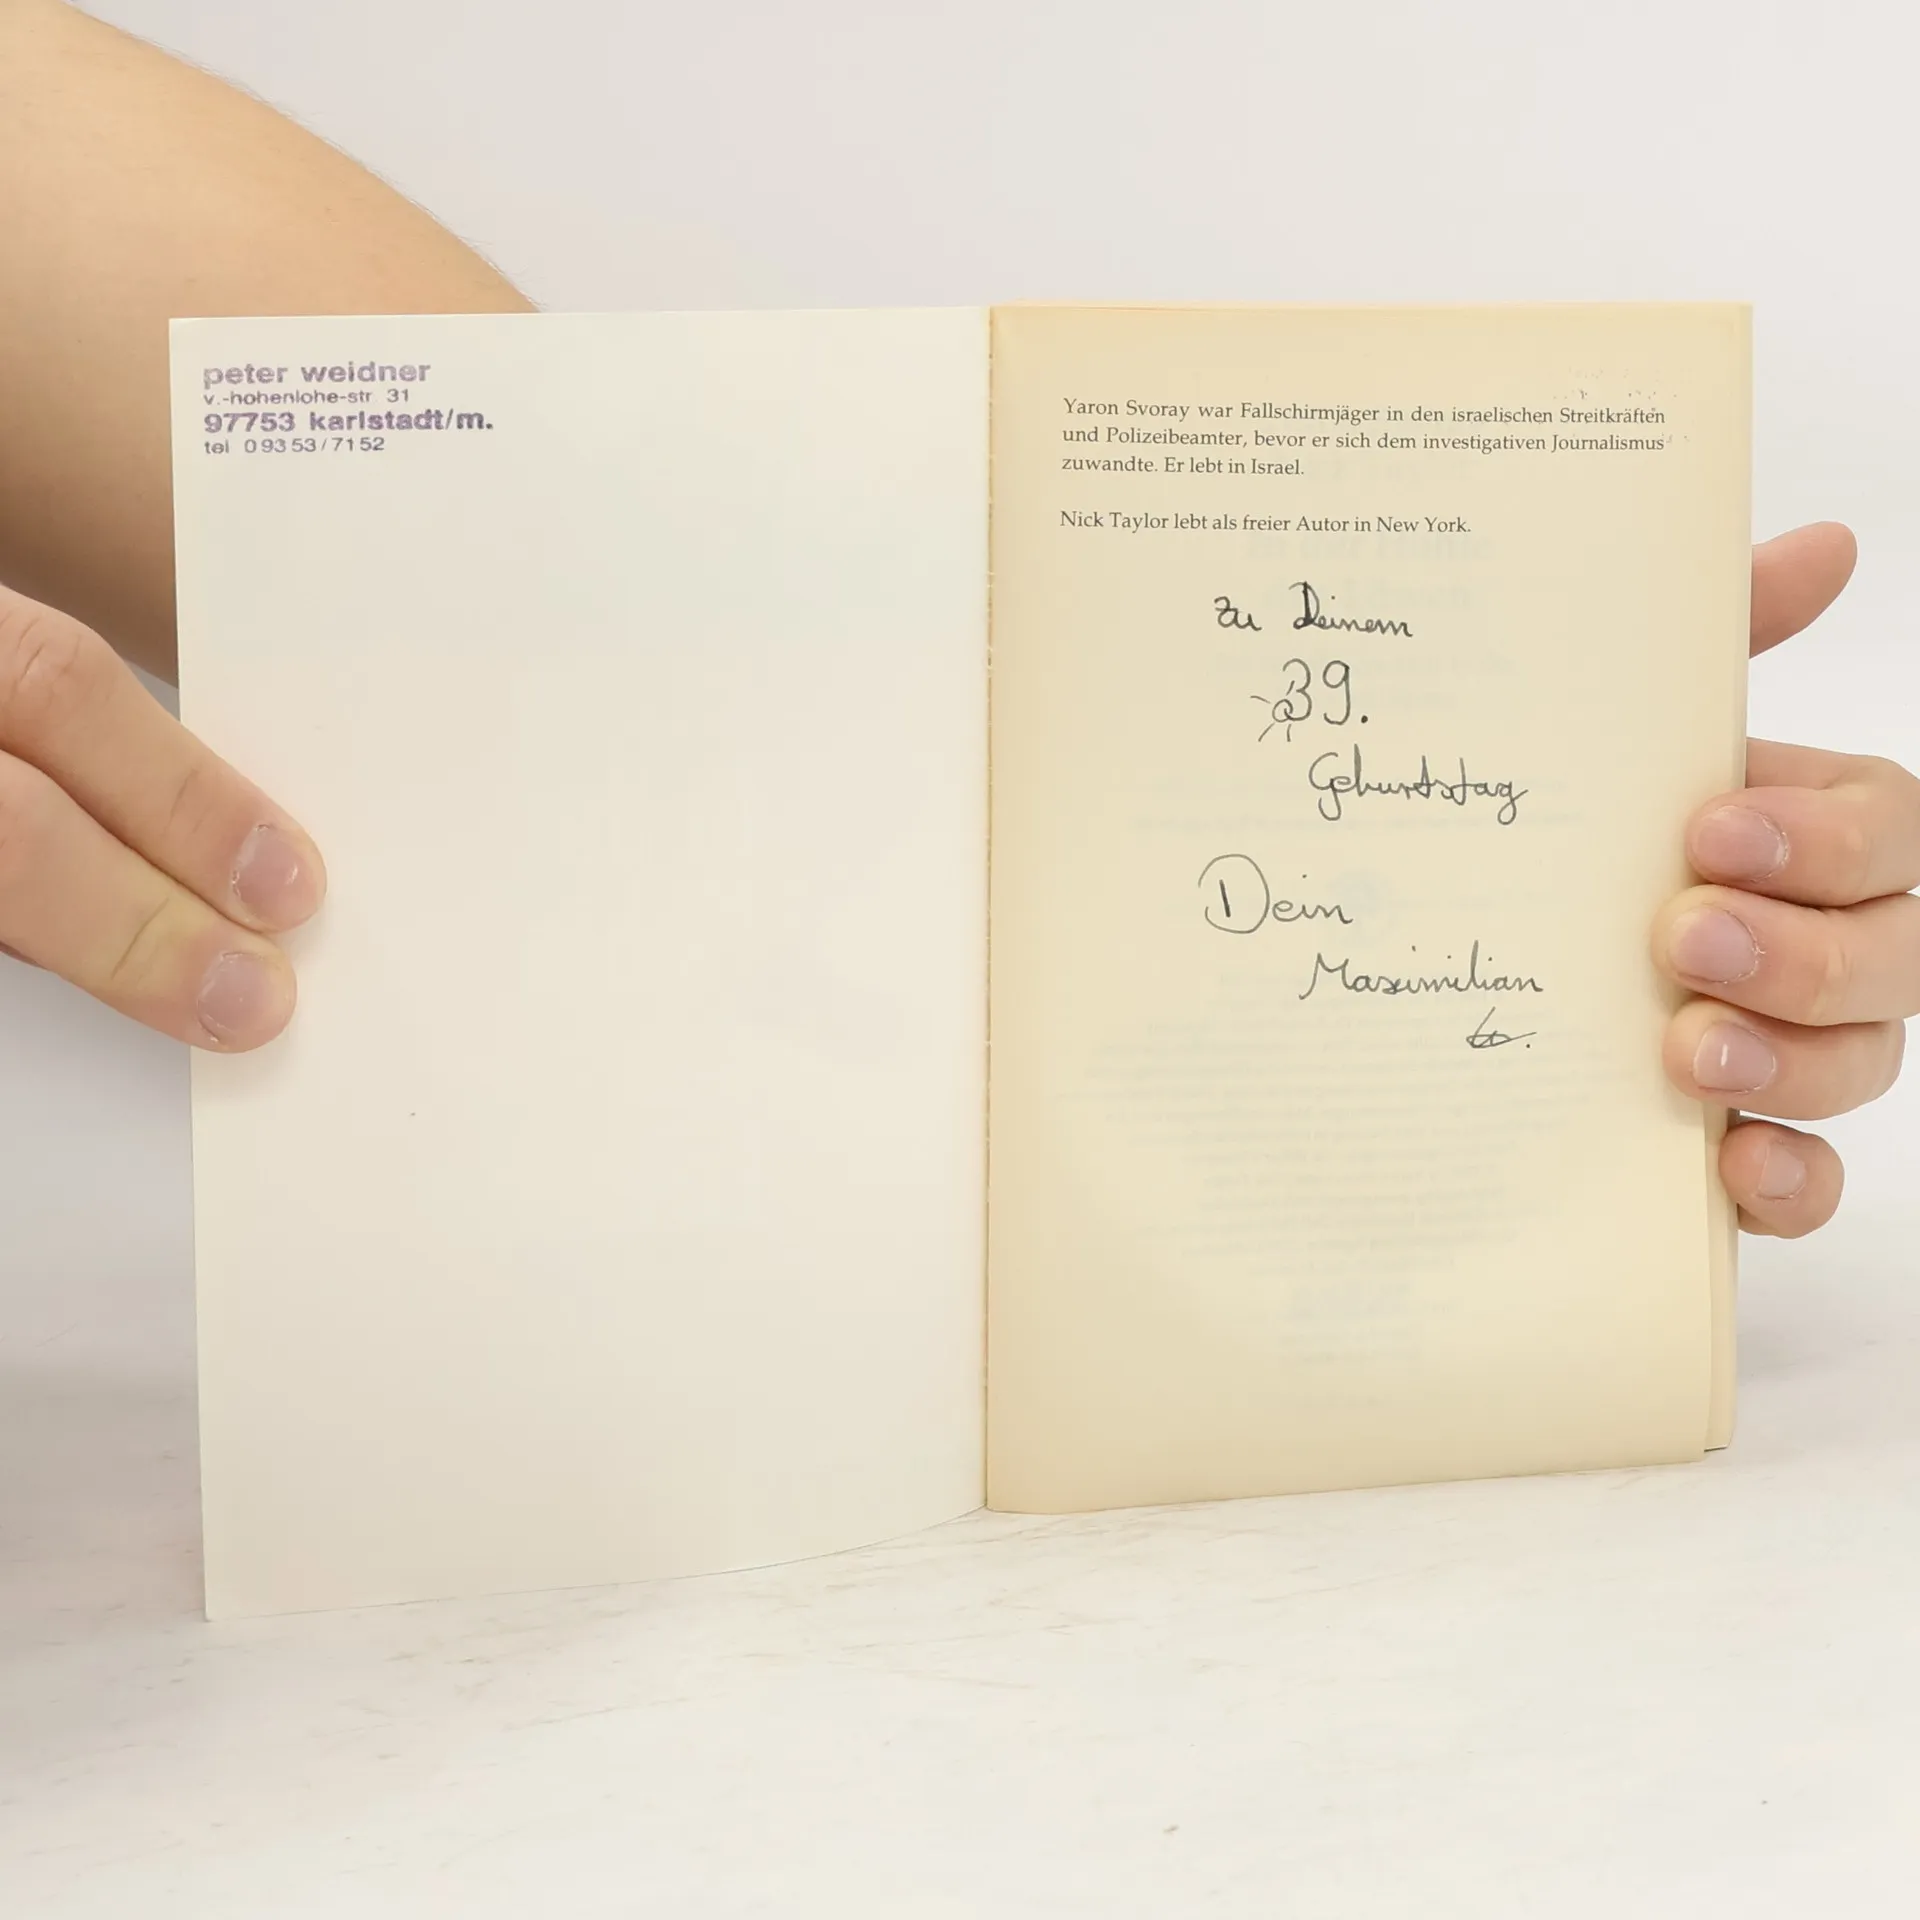 peter weidner
v.-hohenlohe-str 31
97753 karlstadt/m.
tel 09353/7152
Yaron Svoray war Fallschirmjäger in den israelischen Streitkräften
und Polizeibeamter, bevor er sich dem investigativen Journalismus
zuwandte. Er lebt in Israel.
Nick Taylor lebt als freier Autor in New York.
Zu Deinem
39.
Geburtstag
Dein
Maximilian